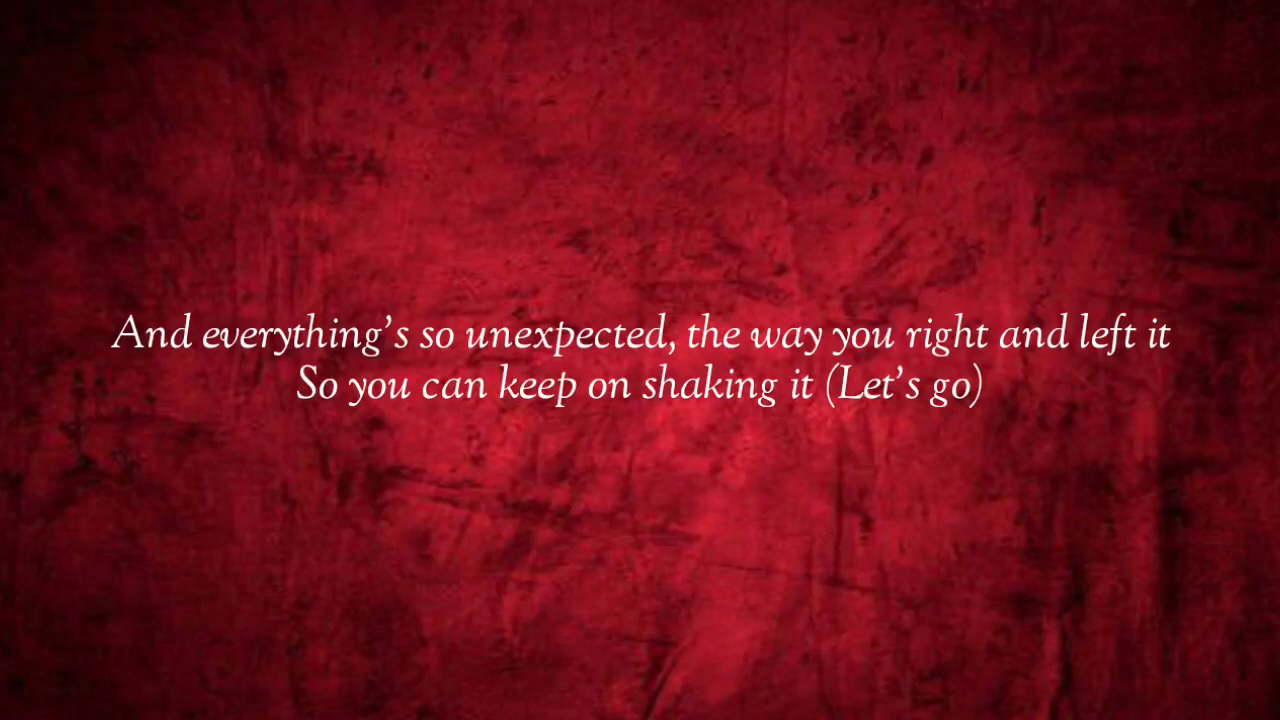 And everything's so unexpected, the way you right and left it
So you can keep on shaking it (Let's go)